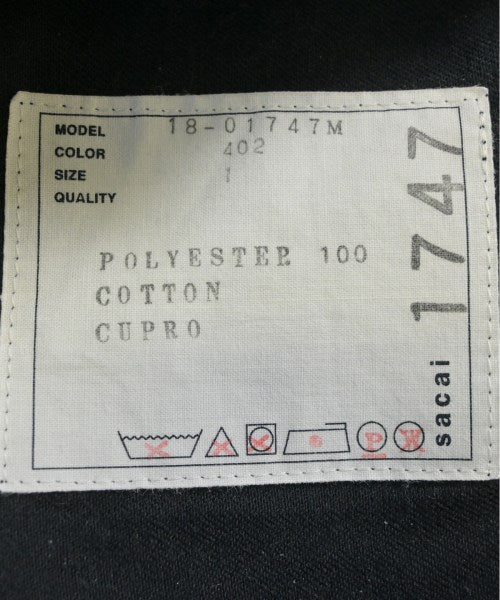 MODEL 18-01747M
COLOR 402
SIZE 1
QUALITY
POLYESTER 100
COTTON
CUPRO
P W
sacai 1747